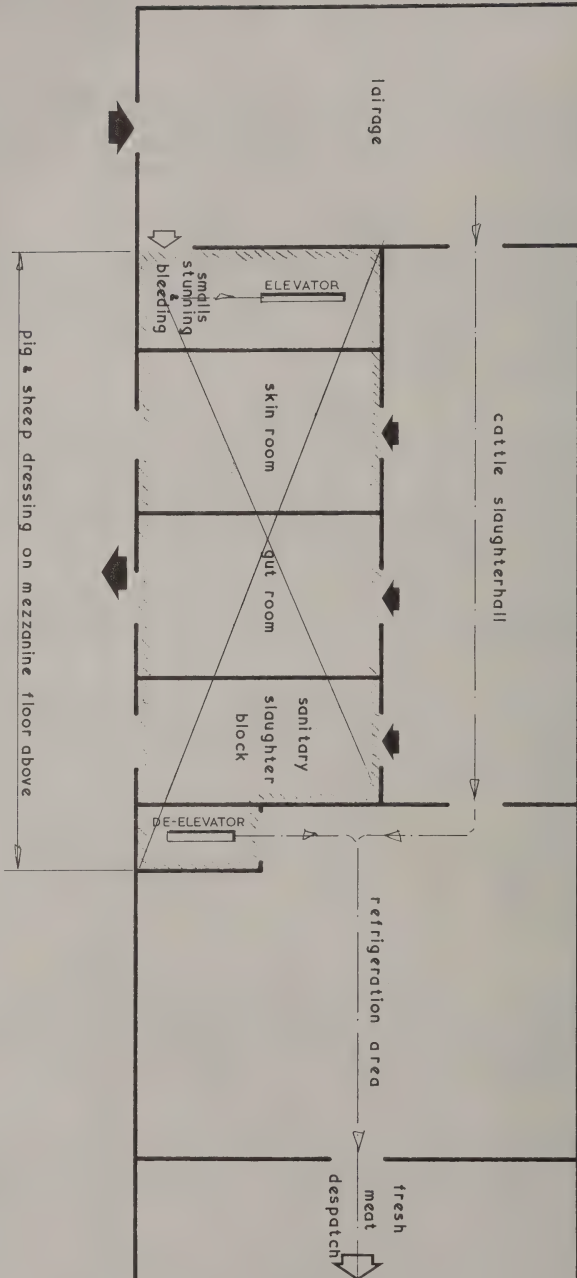 lairage
cattle slaughterhall
smalls
stunning
&
bleeding
ELEVATOR
skin room
gut room
sanitary
slaughter
block
DE-ELEVATOR
pig & sheep dressing on mezzanine floor above
refrigeration area
fresh
meat
despatch